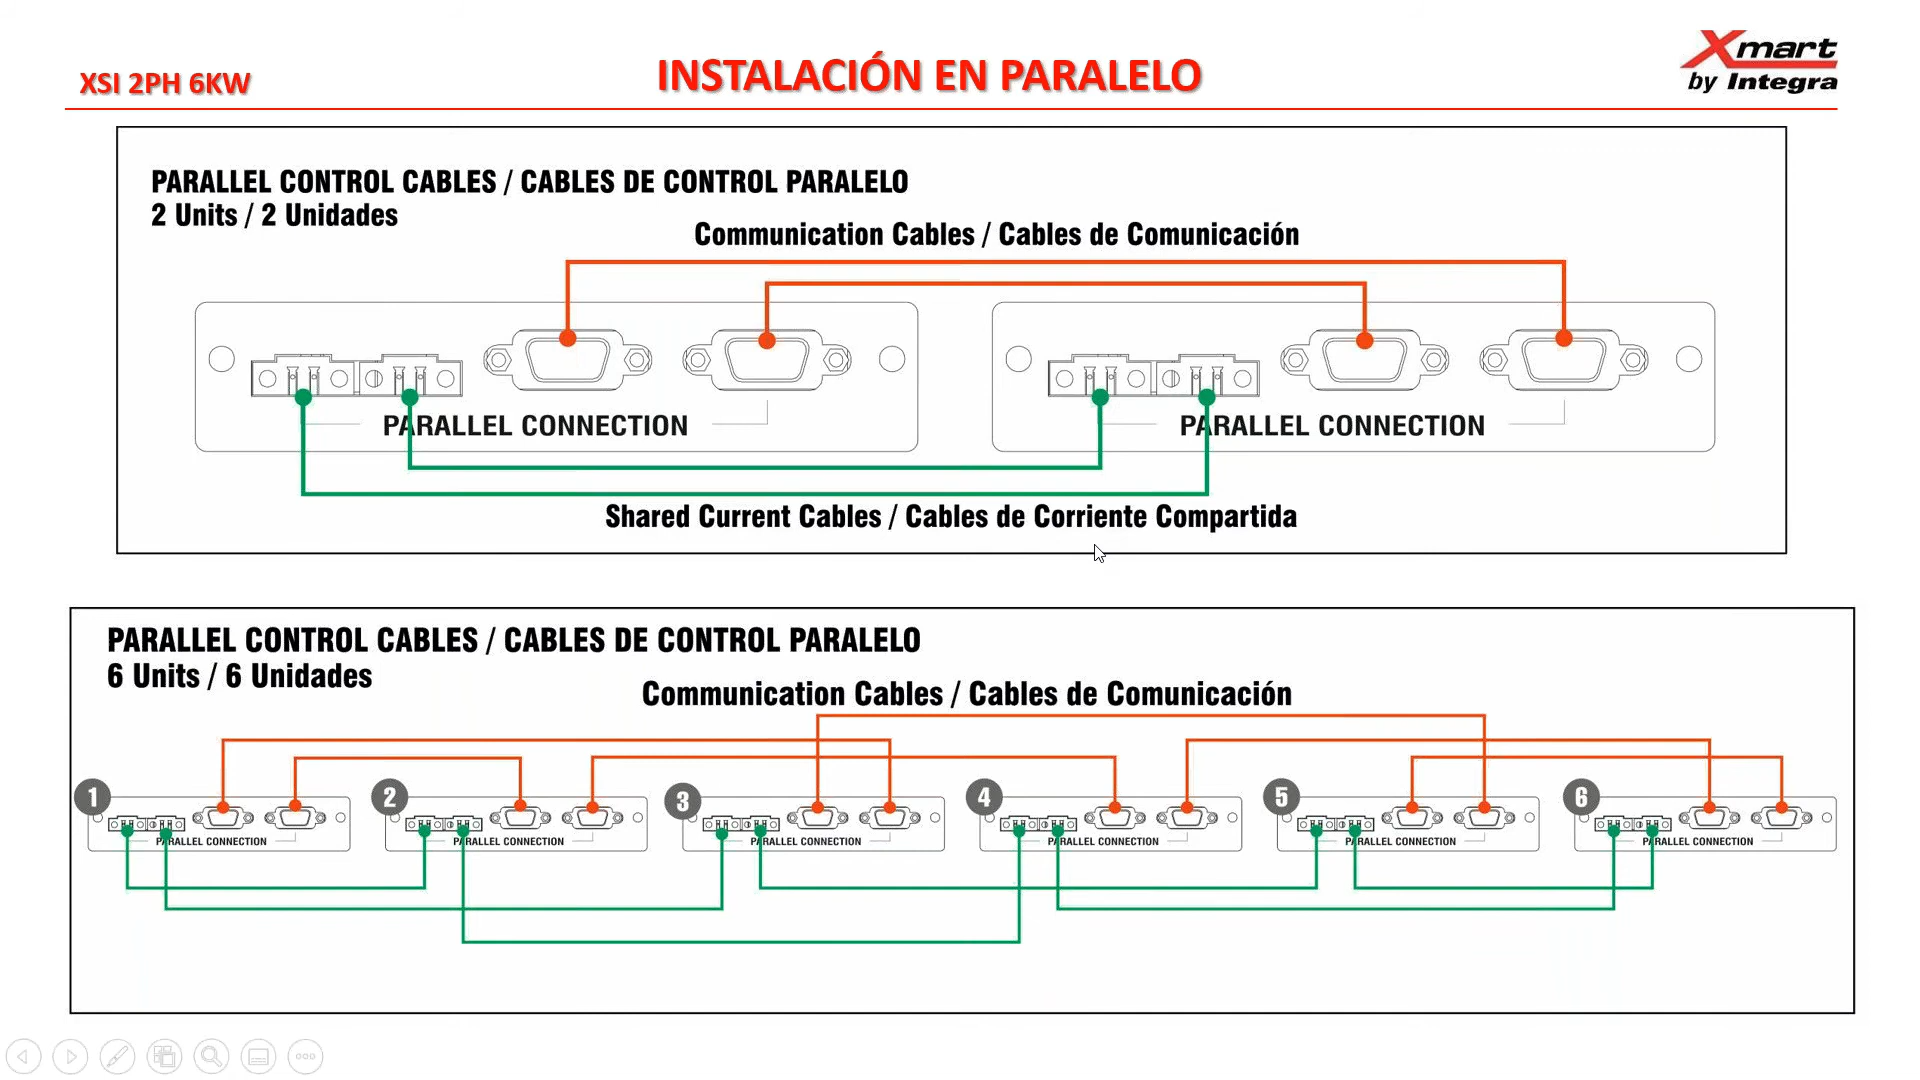 XSI 2PH 6KW
INSTALACIÓN EN PARALELO
Xmart
by Integra
PARALLEL CONTROL CABLES / CABLES DE CONTROL PARALELO
2 Units / 2 Unidades
Communication Cables / Cables de Comunicación
PARALLEL CONNECTION
PARALLEL CONNECTION
Shared Current Cables / Cables de Corriente Compartida
PARALLEL CONTROL CABLES / CABLES DE CONTROL PARALELO
6 Units / 6 Unidades
Communication Cables / Cables de Comunicación
1
2
3
4
5
6
PARALLEL CONNECTION
PARALLEL CONNECTION
PARALLEL CONNECTION
PARALLEL CONNECTION
PARALLEL CONNECTION
PARALLEL CONNECTION